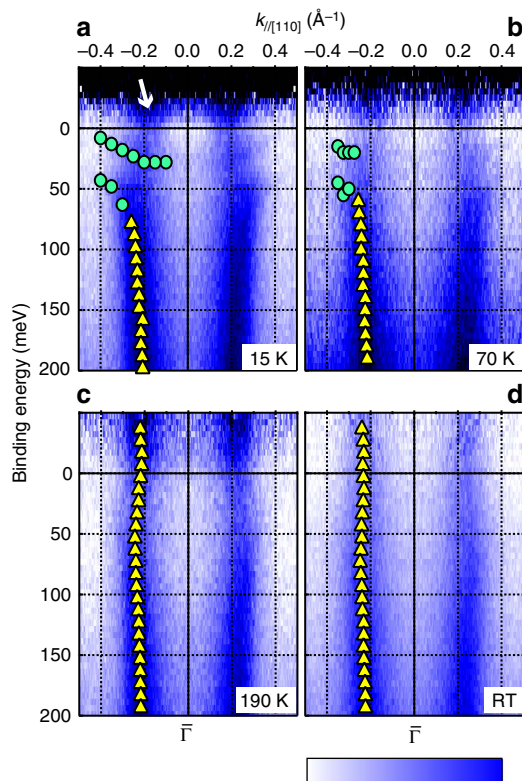 k//[110] (Å−1)
a −0.4 −0.2 0.0 0.2 0.4 −0.4 −0.2 0.0 0.2 0.4 b
0
50
100
150
200
15 K 70 K
c d
0
50
100
150
200
190 K RT
Binding energy (meV)
Γ̄ Γ̄